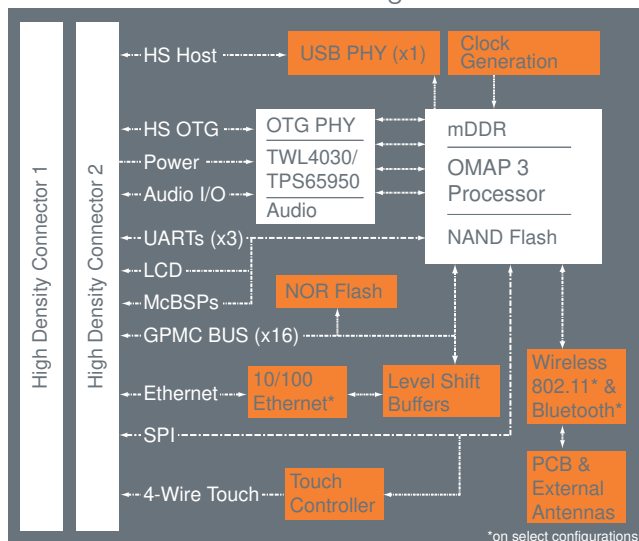 High Density Connector 1
High Density Connector 2
HS Host
USB PHY (x1)
Clock
Generation
HS OTG
Power
Audio I/O
OTG PHY
TWL4030/
TPS65950
Audio
mDDR
OMAP 3
Processor
NAND Flash
UARTs (x3)
LCD
McBSPs
NOR Flash
GPMC BUS (x16)
Ethernet
10/100
Ethernet*
Level Shift
Buffers
Wireless
802.11* &
Bluetooth*
SPI
4-Wire Touch
Touch
Controller
PCB &
External
Antennas
*on select configurations